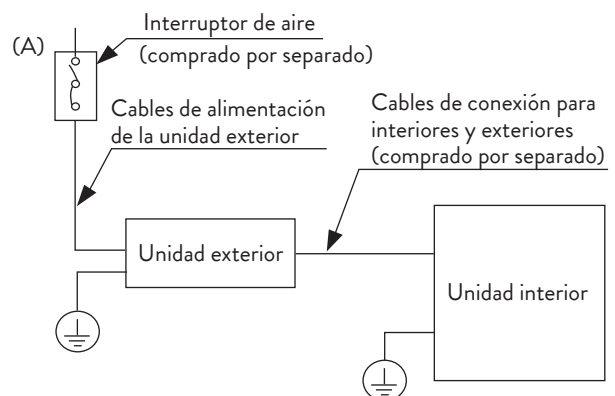 (A)
Interruptor de aire
(comprado por separado)
Cables de alimentación
de la unidad exterior
Cables de conexión para
interiores y exteriores
(comprado por separado)
Unidad exterior
Unidad interior